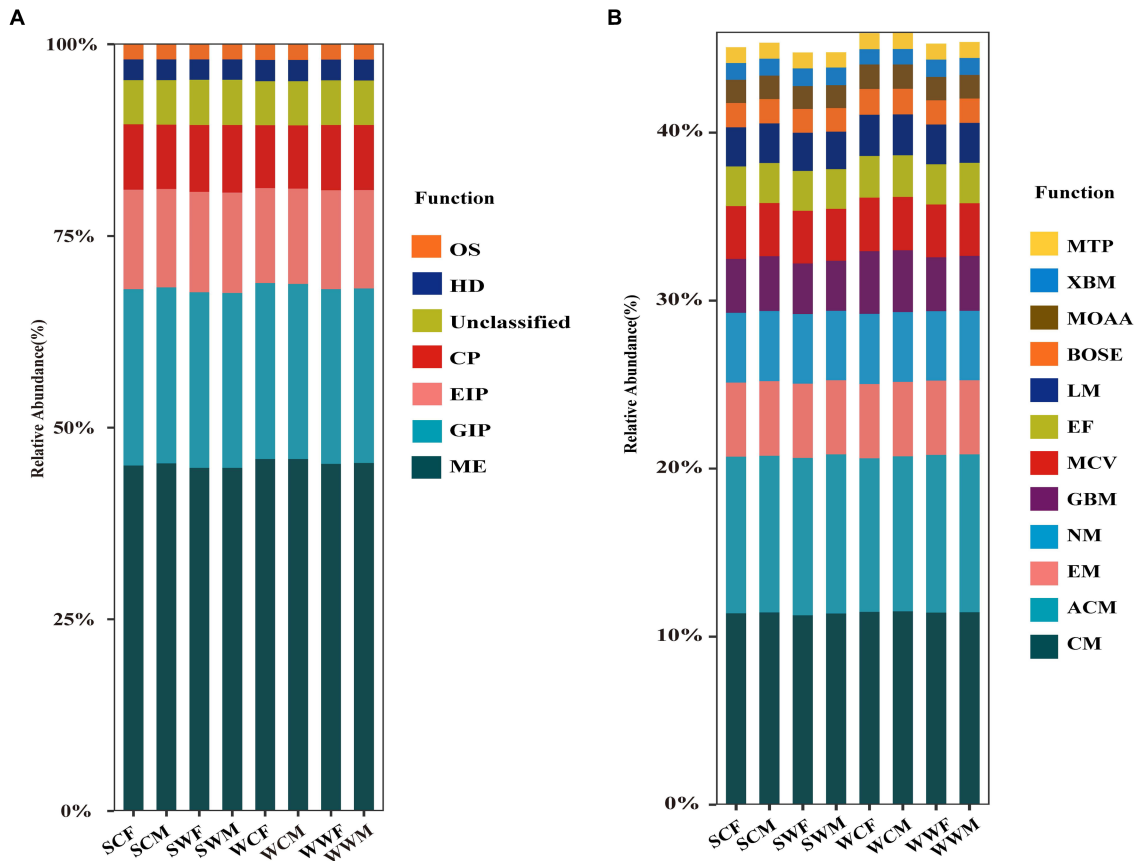 A
100%
75%
50%
25%
0%
Relative Abundance(%)
SCF
SCM
SWF
SWM
WCF
WCM
WWF
WWM
Function
OS
HD
Unclassified
CP
EIP
GIP
ME
B
40%
30%
20%
10%
0%
Relative Abundance(%)
SCF
SCM
SWF
SWM
WCF
WCM
WWF
WWM
Function
MTP
XBM
MOAA
BOSE
LM
EF
MCV
GBM
NM
EM
ACM
CM